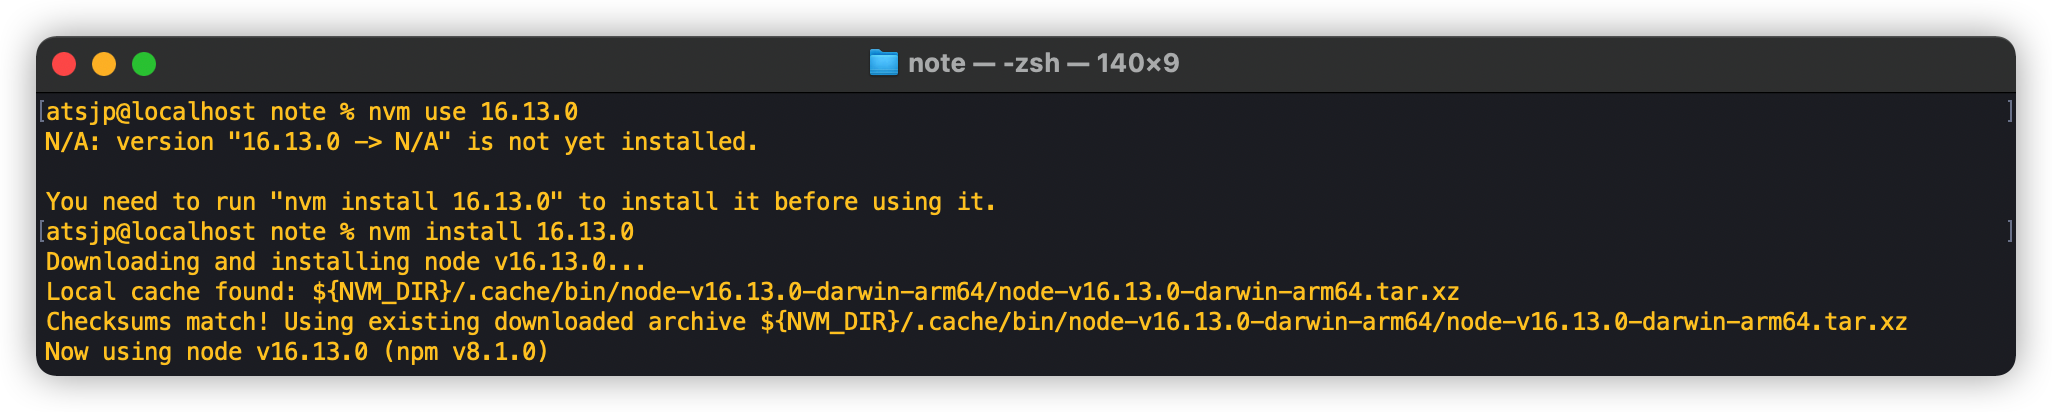 note — -zsh — 140×9
[atsjp@localhost note % nvm use 16.13.0 ]
N/A: version "16.13.0 -> N/A" is not yet installed.
You need to run "nvm install 16.13.0" to install it before using it.
[atsjp@localhost note % nvm install 16.13.0 ]
Downloading and installing node v16.13.0...
Local cache found: ${NVM_DIR}/.cache/bin/node-v16.13.0-darwin-arm64/node-v16.13.0-darwin-arm64.tar.xz
Checksums match! Using existing downloaded archive ${NVM_DIR}/.cache/bin/node-v16.13.0-darwin-arm64/node-v16.13.0-darwin-arm64.tar.xz
Now using node v16.13.0 (npm v8.1.0)